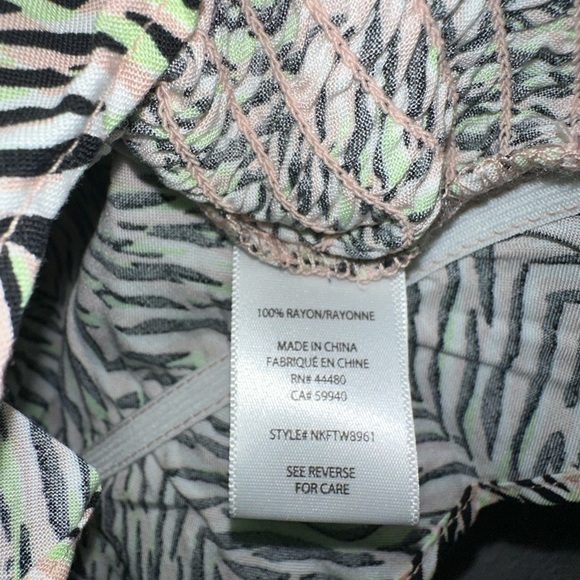 100% RAYON/RAYONNE
MADE IN CHINA
FABRIQUÉ EN CHINE
RN# 44480
CA# 59940
STYLE# NKFTW8961
SEE REVERSE
FOR CARE